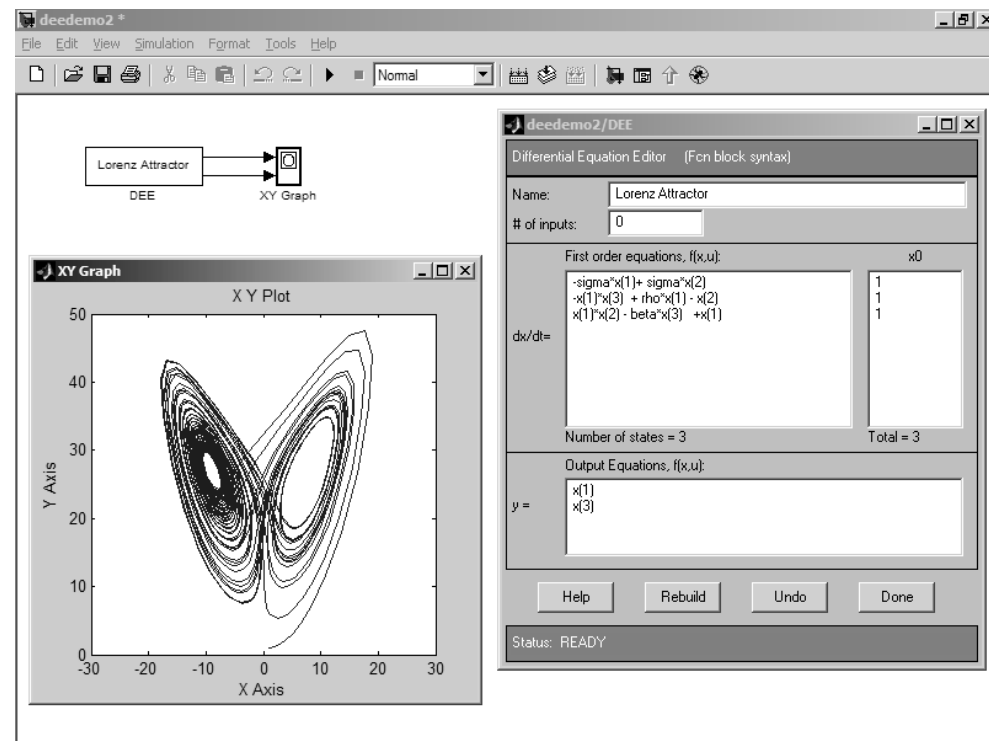 deedemo2 *
File Edit View Simulation Format Tools Help
Normal
Lorenz Attractor
DEE
XY Graph
XY Graph
X Y Plot
50
40
30
20
10
0
-30 -20 -10 0 10 20 30
X Axis
Y Axis
deedemo2/DEE
Differential Equation Editor (Fcn block syntax)
Name: Lorenz Attractor
# of inputs: 0
First order equations, f(x,u): x0
dx/dt=
-sigma*x(1)+ sigma*x(2) 1
-x(1)*x(3) + rho*x(1) - x(2) 1
x(1)*x(2) - beta*x(3) +x(1) 1
Number of states = 3 Total = 3
Output Equations, f(x,u):
y =
x(1)
x(3)
Help Rebuild Undo Done
Status: READY